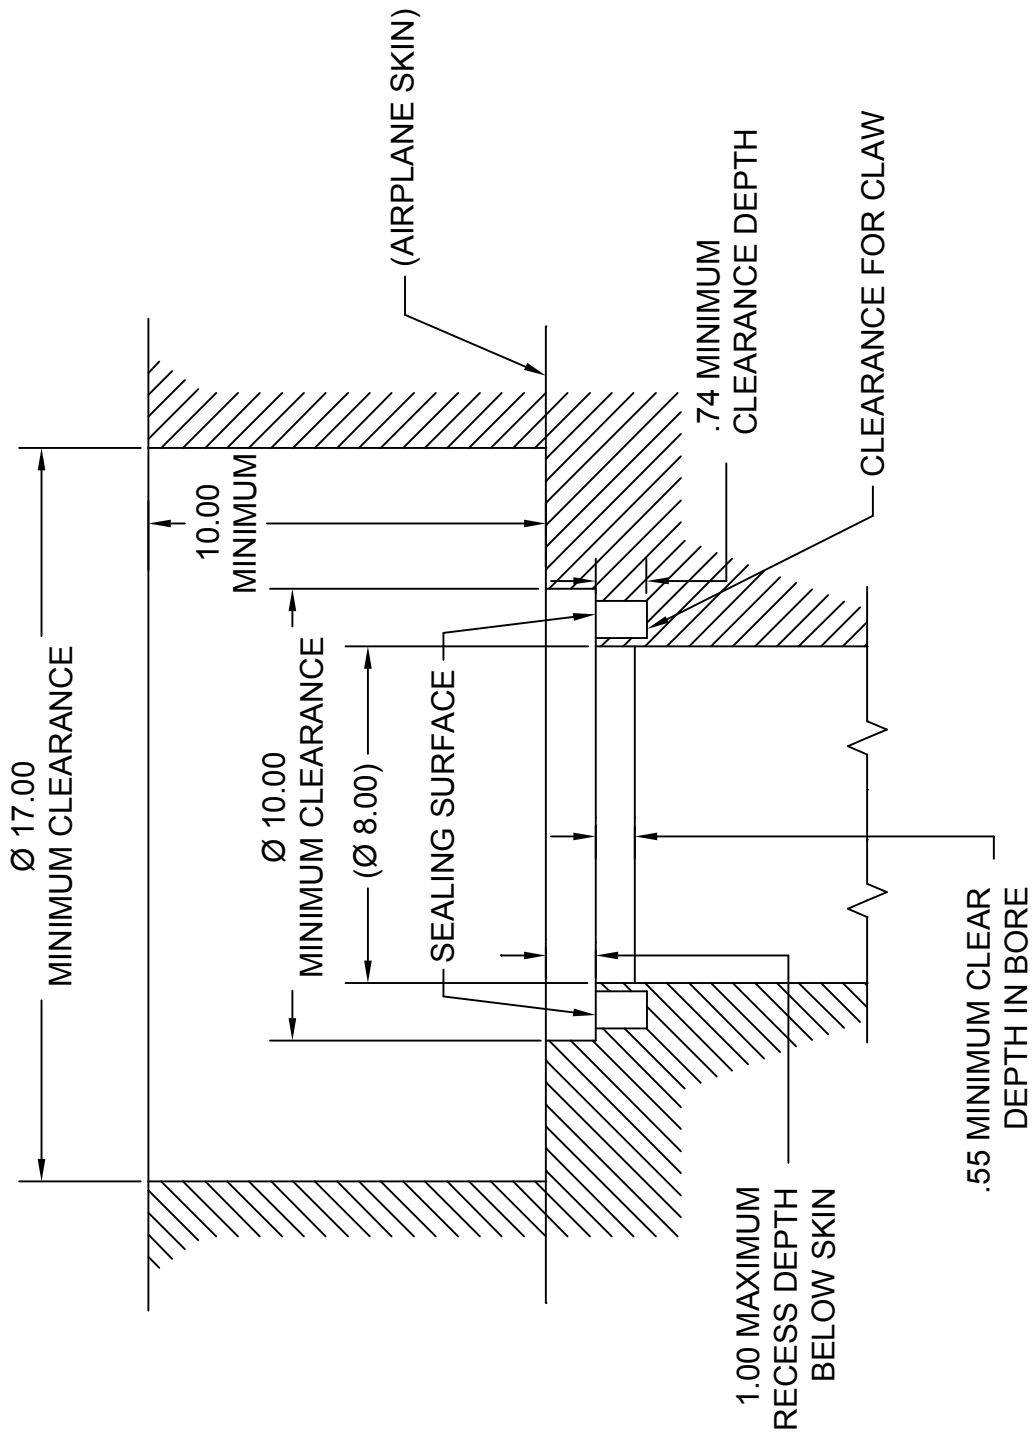 Ø 17.00
MINIMUM CLEARANCE
10.00
MINIMUM
Ø 10.00
MINIMUM CLEARANCE
(Ø 8.00)
(AIRPLANE SKIN)
SEALING SURFACE
.74 MINIMUM
CLEARANCE DEPTH
CLEARANCE FOR CLAW
1.00 MAXIMUM
RECESS DEPTH
BELOW SKIN
.55 MINIMUM CLEAR
DEPTH IN BORE